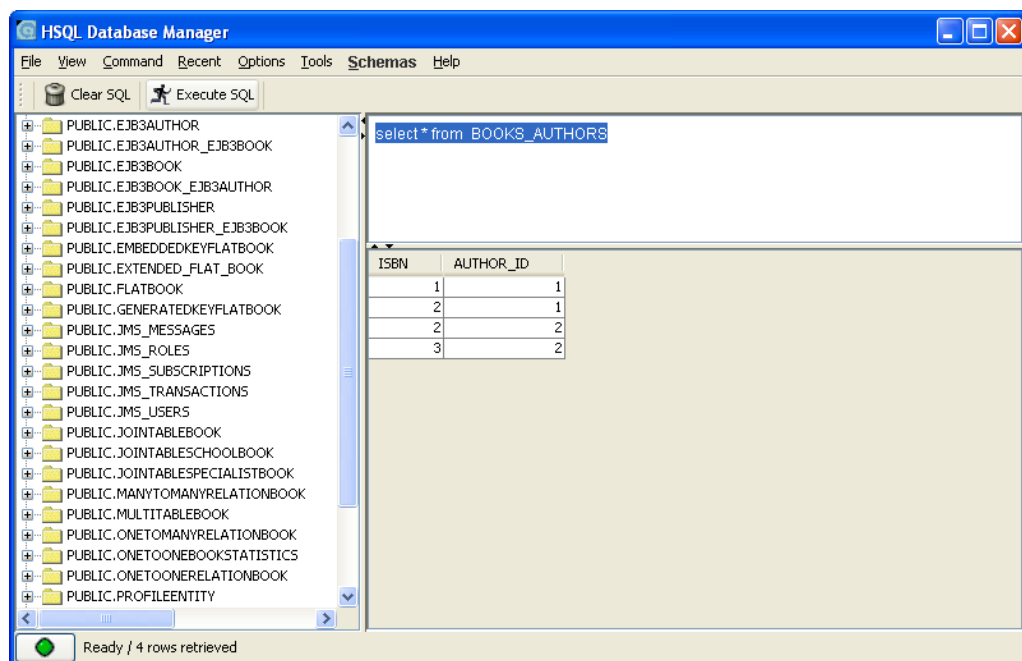 HSQL Database Manager
File View Command Recent Options Tools Schemas Help
Clear SQL Execute SQL
PUBLIC.EJB3AUTHOR
PUBLIC.EJB3AUTHOR_EJB3BOOK
PUBLIC.EJB3BOOK
PUBLIC.EJB3BOOK_EJB3AUTHOR
PUBLIC.EJB3PUBLISHER
PUBLIC.EJB3PUBLISHER_EJB3BOOK
PUBLIC.EMBEDDEDKEYFLATBOOK
PUBLIC.EXTENDED_FLAT_BOOK
PUBLIC.FLATBOOK
PUBLIC.GENERATEDKEYFLATBOOK
PUBLIC.JMS_MESSAGES
PUBLIC.JMS_ROLES
PUBLIC.JMS_SUBSCRIPTIONS
PUBLIC.JMS_TRANSACTIONS
PUBLIC.JMS_USERS
PUBLIC.JOINTABLEBOOK
PUBLIC.JOINTABLESCHOOLBOOK
PUBLIC.JOINTABLESPECIALISTBOOK
PUBLIC.MANYTOMANYRELATIONBOOK
PUBLIC.MULTITABLEBOOK
PUBLIC.ONETOMANYRELATIONBOOK
PUBLIC.ONETOONEBOOKSTATISTICS
PUBLIC.ONETOONERELATIONBOOK
PUBLIC.PROFILEENTITY
select * from BOOKS_AUTHORS
ISBN AUTHOR_ID
1 1
2 1
2 2
3 2
Ready / 4 rows retrieved